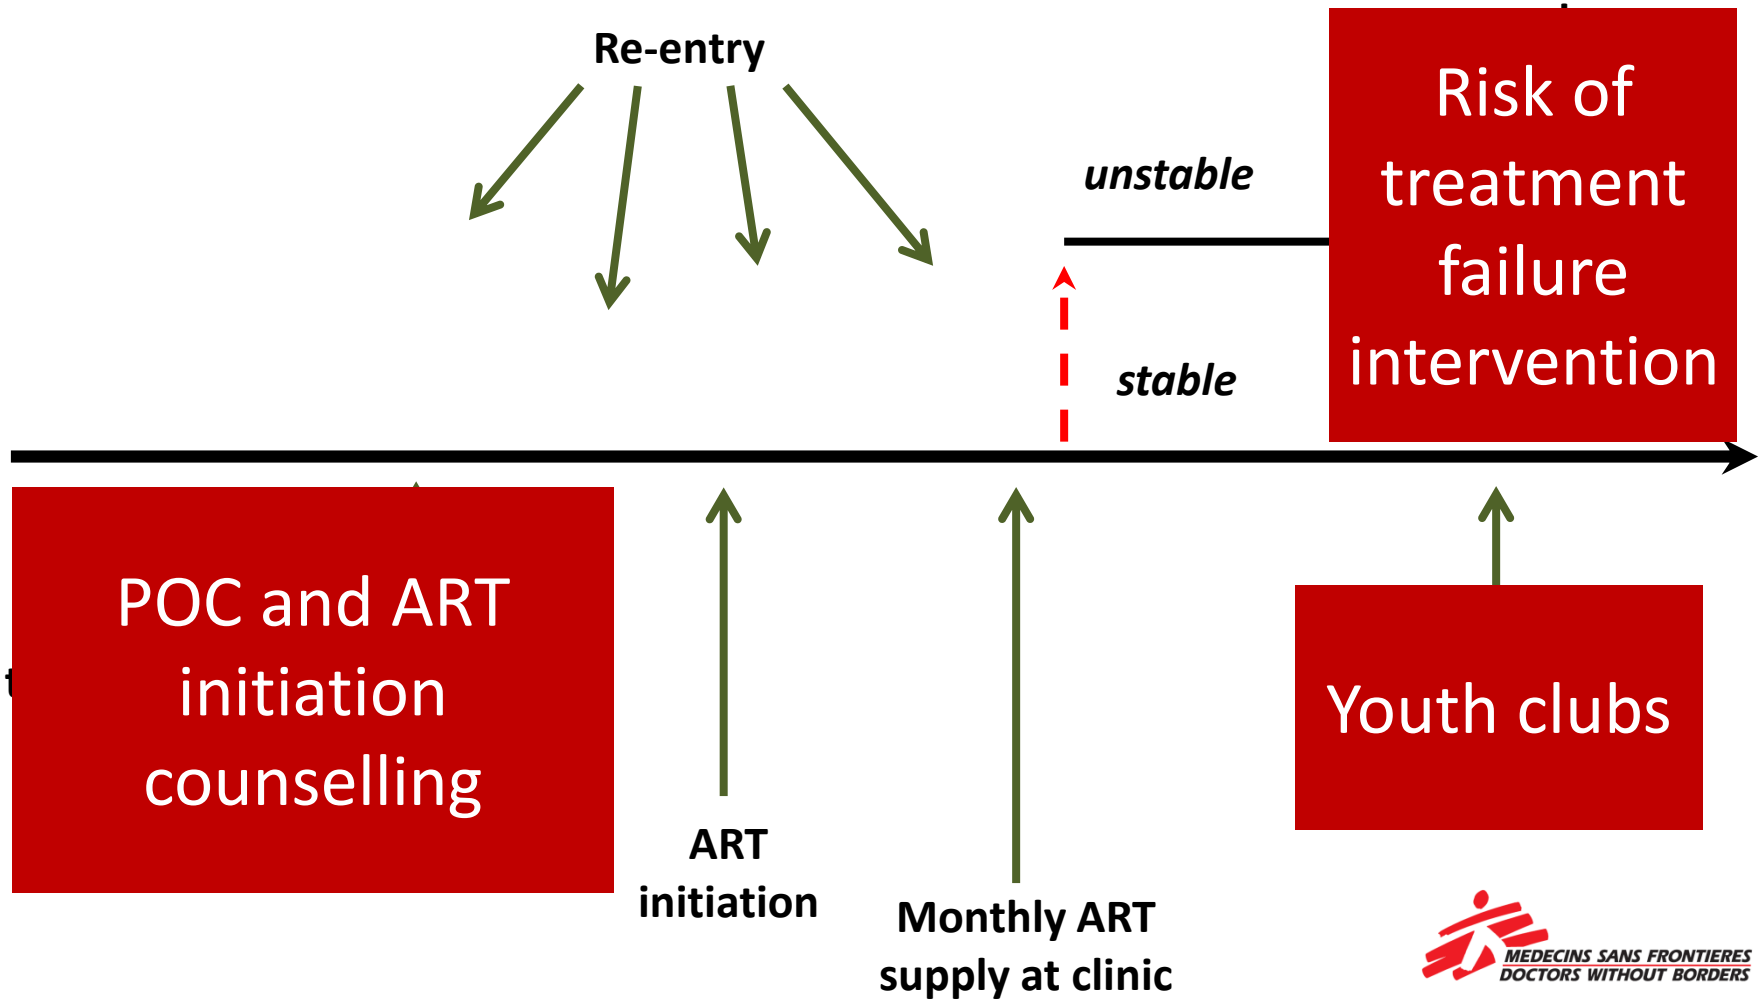 Re-entry
unstable
stable
Risk of
treatment
failure
intervention
POC and ART
initiation
counselling
ART
initiation
Monthly ART
supply at clinic
Youth clubs
MEDECINS SANS FRONTIERES
DOCTORS WITHOUT BORDERS